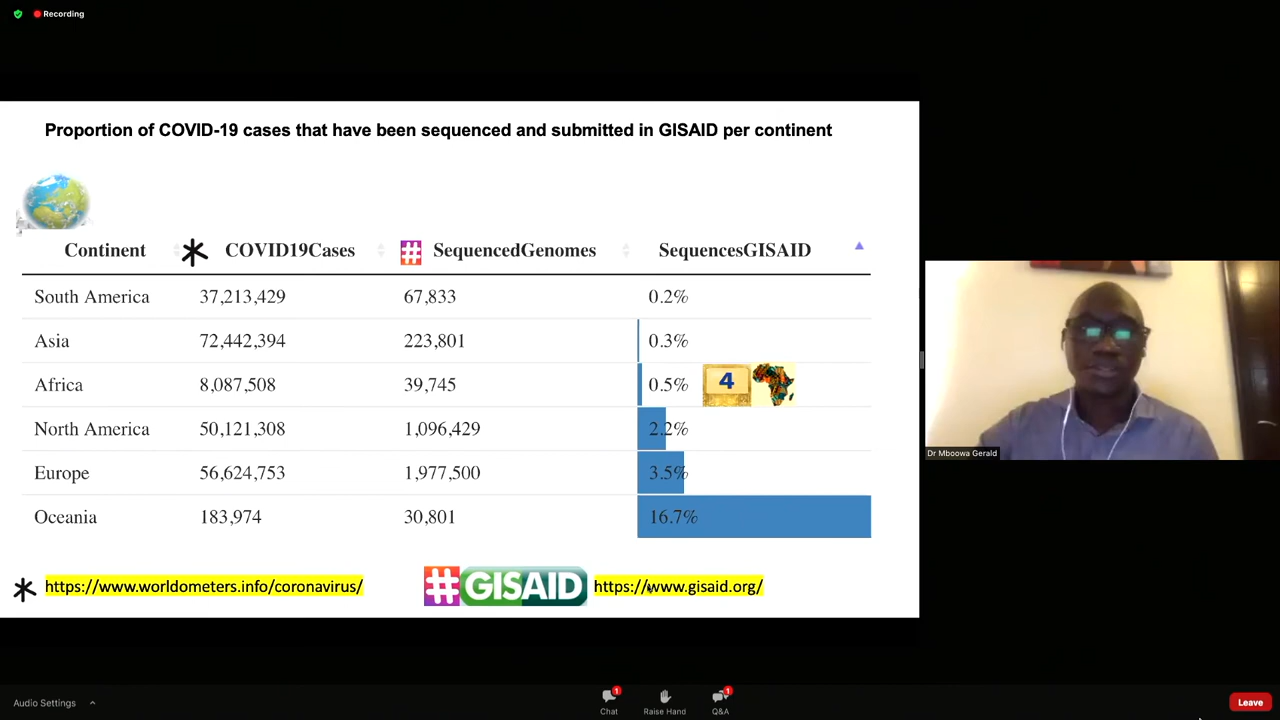 Recording
Proportion of COVID-19 cases that have been sequenced and submitted in GISAID per continent
Continent * COVID19Cases # SequencedGenomes SequencesGISAID
South America 37,213,429 67,833 0.2%
Asia 72,442,394 223,801 0.3%
Africa 8,087,508 39,745 0.5% 4
North America 50,121,308 1,096,429 2.2%
Europe 56,624,753 1,977,500 3.5%
Oceania 183,974 30,801 16.7%
* https://www.worldometers.info/coronavirus/ # GISAID https://www.gisaid.org/
Dr Mboowa Gerald
Audio Settings
1
Chat
Raise Hand
1
Q&A
Leave